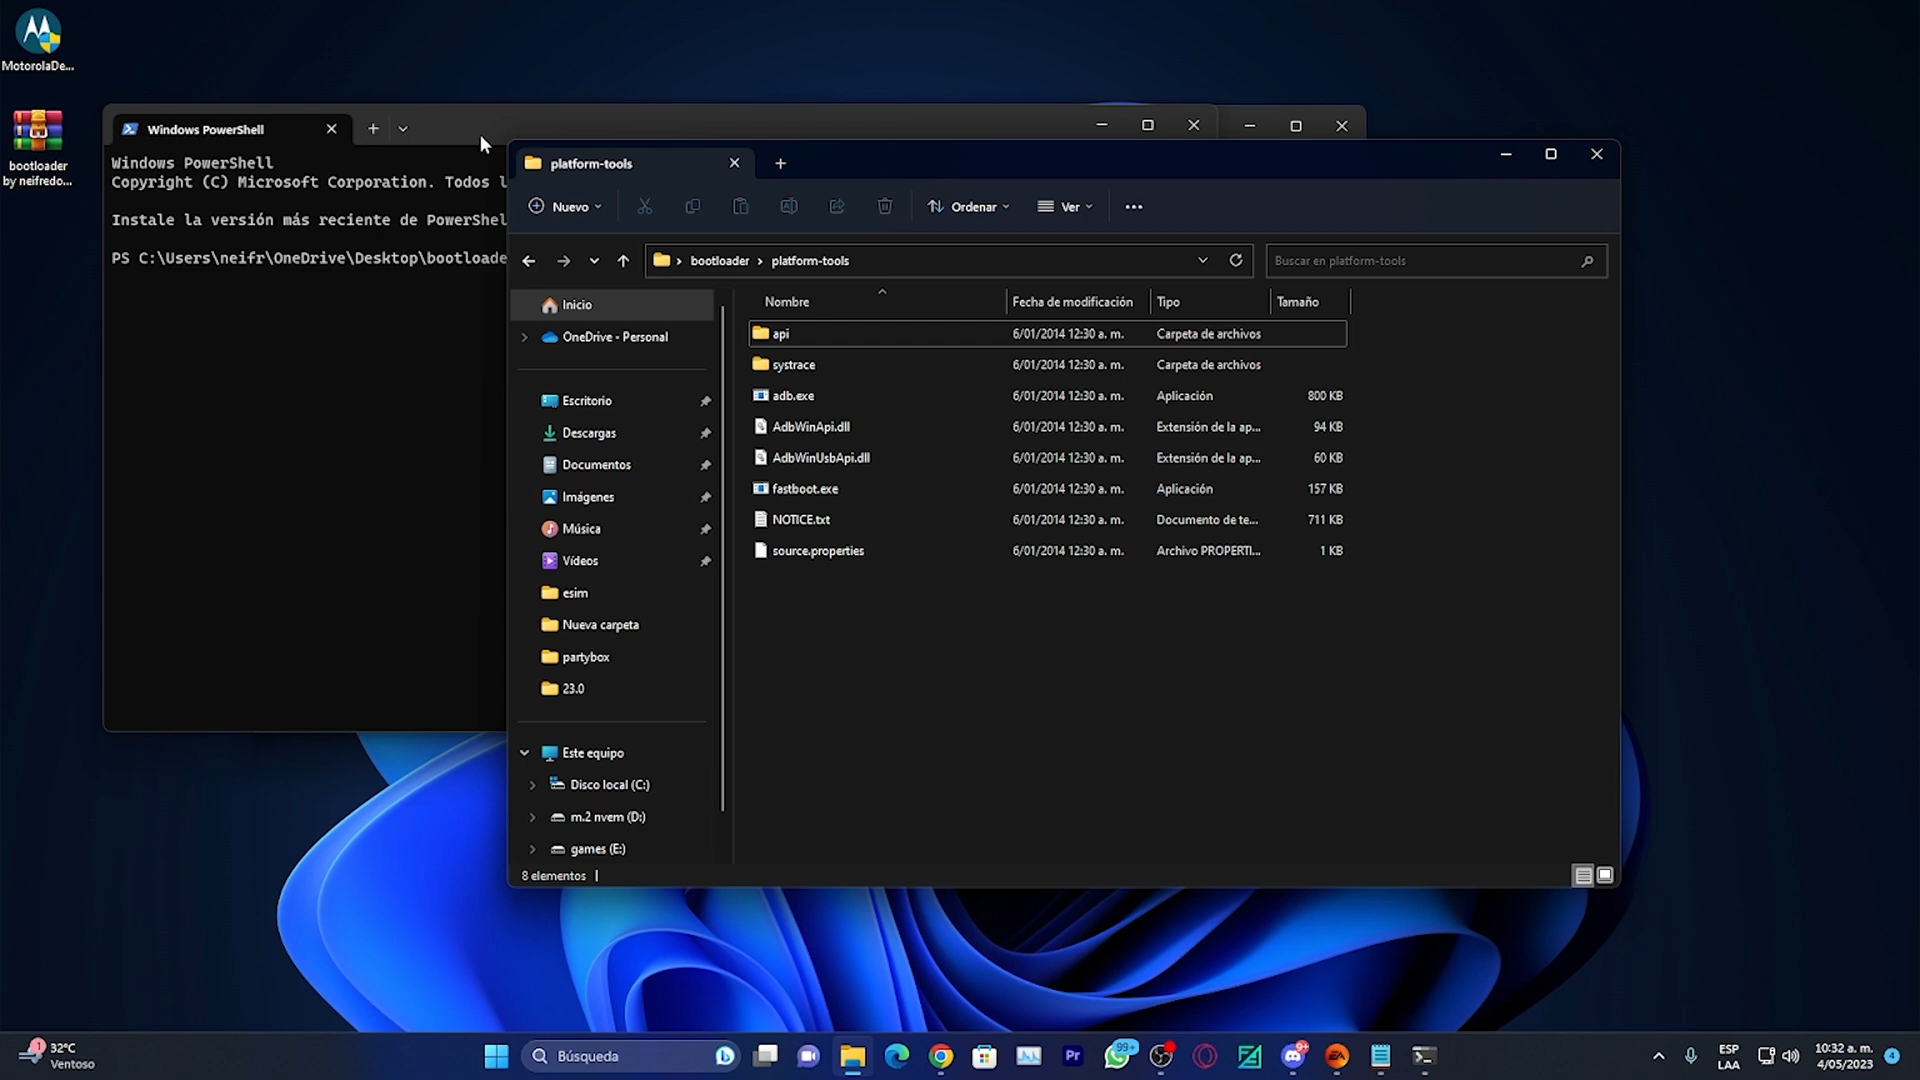 MotorolaDe...
bootloader
by neifredo...
Windows PowerShell
Windows PowerShell
Copyright (C) Microsoft Corporation. Todos l
Instale la versión más reciente de PowerShel
PS C:\Users\neifr\OneDrive\Desktop\bootloade
platform-tools
Nuevo
Ordenar
Ver
bootloader
platform-tools
Buscar en platform-tools
Inicio
OneDrive - Personal
Escritorio
Descargas
Documentos
Imágenes
Música
Vídeos
esim
Nueva carpeta
partybox
23.0
Este equipo
Disco local (C:)
m.2 nvem (D:)
games (E:)
Nombre Fecha de modificación Tipo Tamaño
api 6/01/2014 12:30 a. m. Carpeta de archivos
systrace 6/01/2014 12:30 a. m. Carpeta de archivos
adb.exe 6/01/2014 12:30 a. m. Aplicación 800 KB
AdbWinApi.dll 6/01/2014 12:30 a. m. Extensión de la ap... 94 KB
AdbWinUsbApi.dll 6/01/2014 12:30 a. m. Extensión de la ap... 60 KB
fastboot.exe 6/01/2014 12:30 a. m. Aplicación 157 KB
NOTICE.txt 6/01/2014 12:30 a. m. Documento de te... 711 KB
source.properties 6/01/2014 12:30 a. m. Archivo PROPERTI... 1 KB
8 elementos
1
32°C
Ventoso
Búsqueda
Pr
99+
9+
EA
ESP
LAA
10:32 a. m.
4/05/2023
4